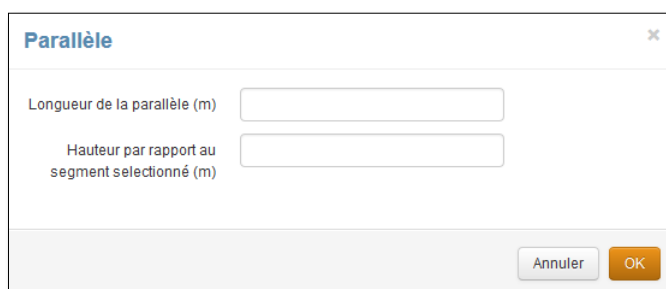 Parallèle
×
Longueur de la parallèle (m)
Hauteur par rapport au
segment selectionné (m)
Annuler
OK